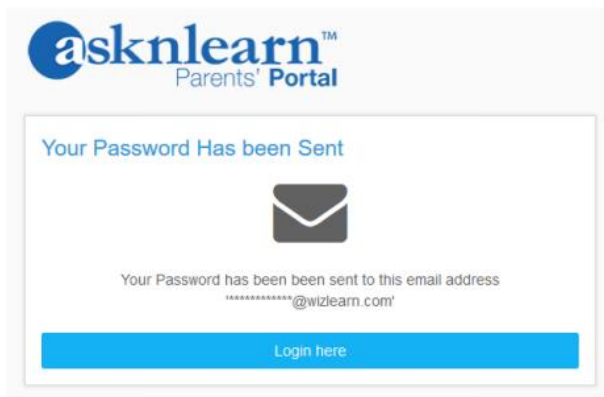 asknlearn™
Parents' Portal
Your Password Has been Sent
Your Password has been been sent to this email address
'************@wizlearn.com'
Login here